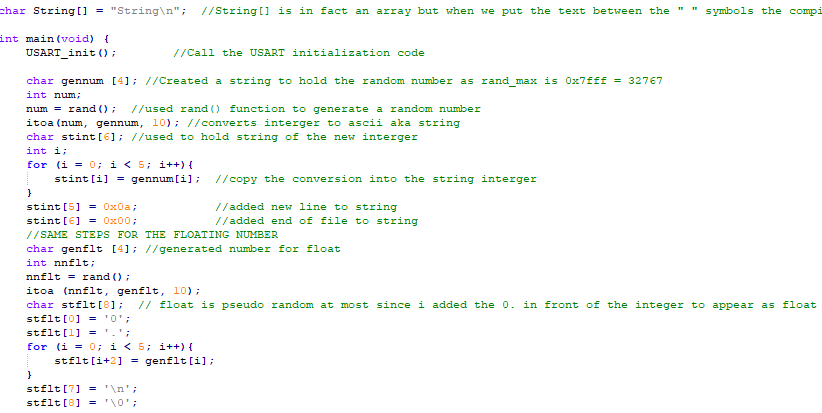 char String[] = "String\n";  //String[] is in fact an array but when we put the text between the " " symbols the compi
int main(void) {
USART_init();        //Call the USART initialization code
char gennum [4]; //Created a string to hold the random number as rand_max is 0x7fff = 32767
int num;
num = rand();  //used rand() function to generate a random number
itoa(num, gennum, 10); //converts interger to ascii aka string
char stint[6]; //used to hold string of the new interger
int i;
for (i = 0; i < 5; i++){
stint[i] = gennum[i];  //copy the conversion into the string interger
}
stint[5] = 0x0a;           //added new line to string
stint[6] = 0x00;           //added end of file to string
//SAME STEPS FOR THE FLOATING NUMBER
char genflt [4]; //generated number for float
int nnflt;
nnflt = rand();
itoa (nnflt, genflt, 10);
char stflt[8];  // float is pseudo random at most since i added the 0. in front of the integer to appear as float
stflt[0] = '0';
stflt[1] = '.';
for (i = 0; i < 5; i++){
stflt[i+2] = genflt[i];
}
stflt[7] = '\n';
stflt[8] = '\0';